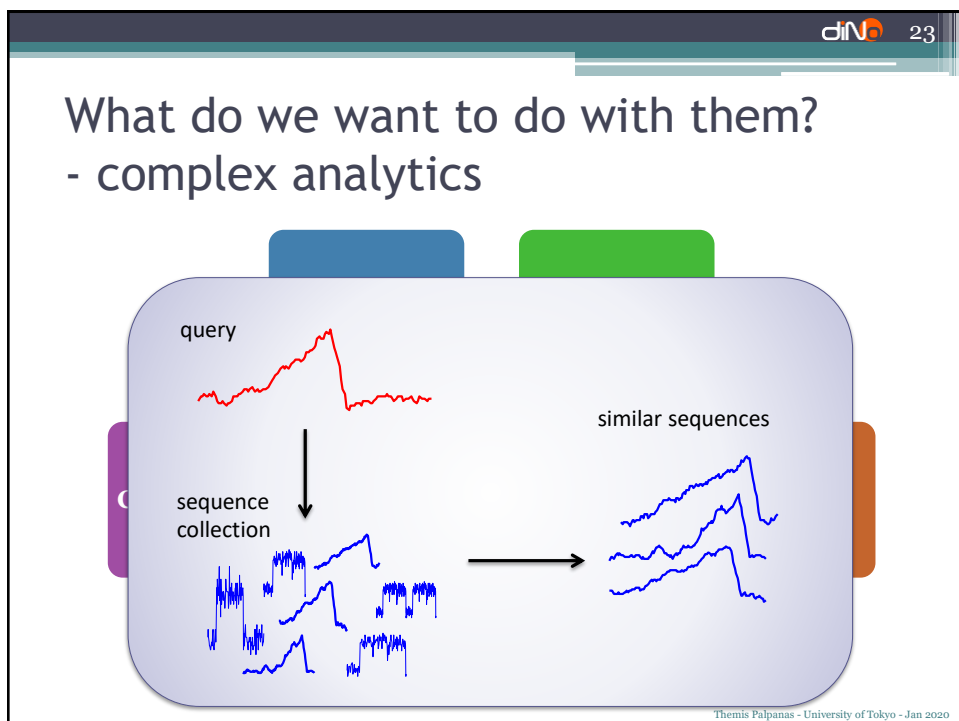 diNo 23
What do we want to do with them?
- complex analytics
query
similar sequences
sequence
collection
Themis Palpanas - University of Tokyo - Jan 2020